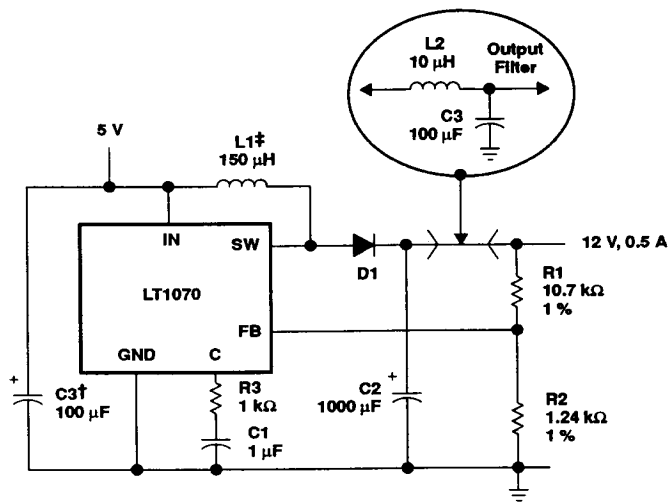 L2
10 µH
Output
Filter
C3
100 µF
5 V
L1‡
150 µH
IN
SW
D1
12 V, 0.5 A
LT1070
R1
10.7 kΩ
1 %
FB
GND
C
+
C3†
100 µF
R3
1 kΩ
C1
1 µF
+
C2
1000 µF
R2
1.24 kΩ
1 %